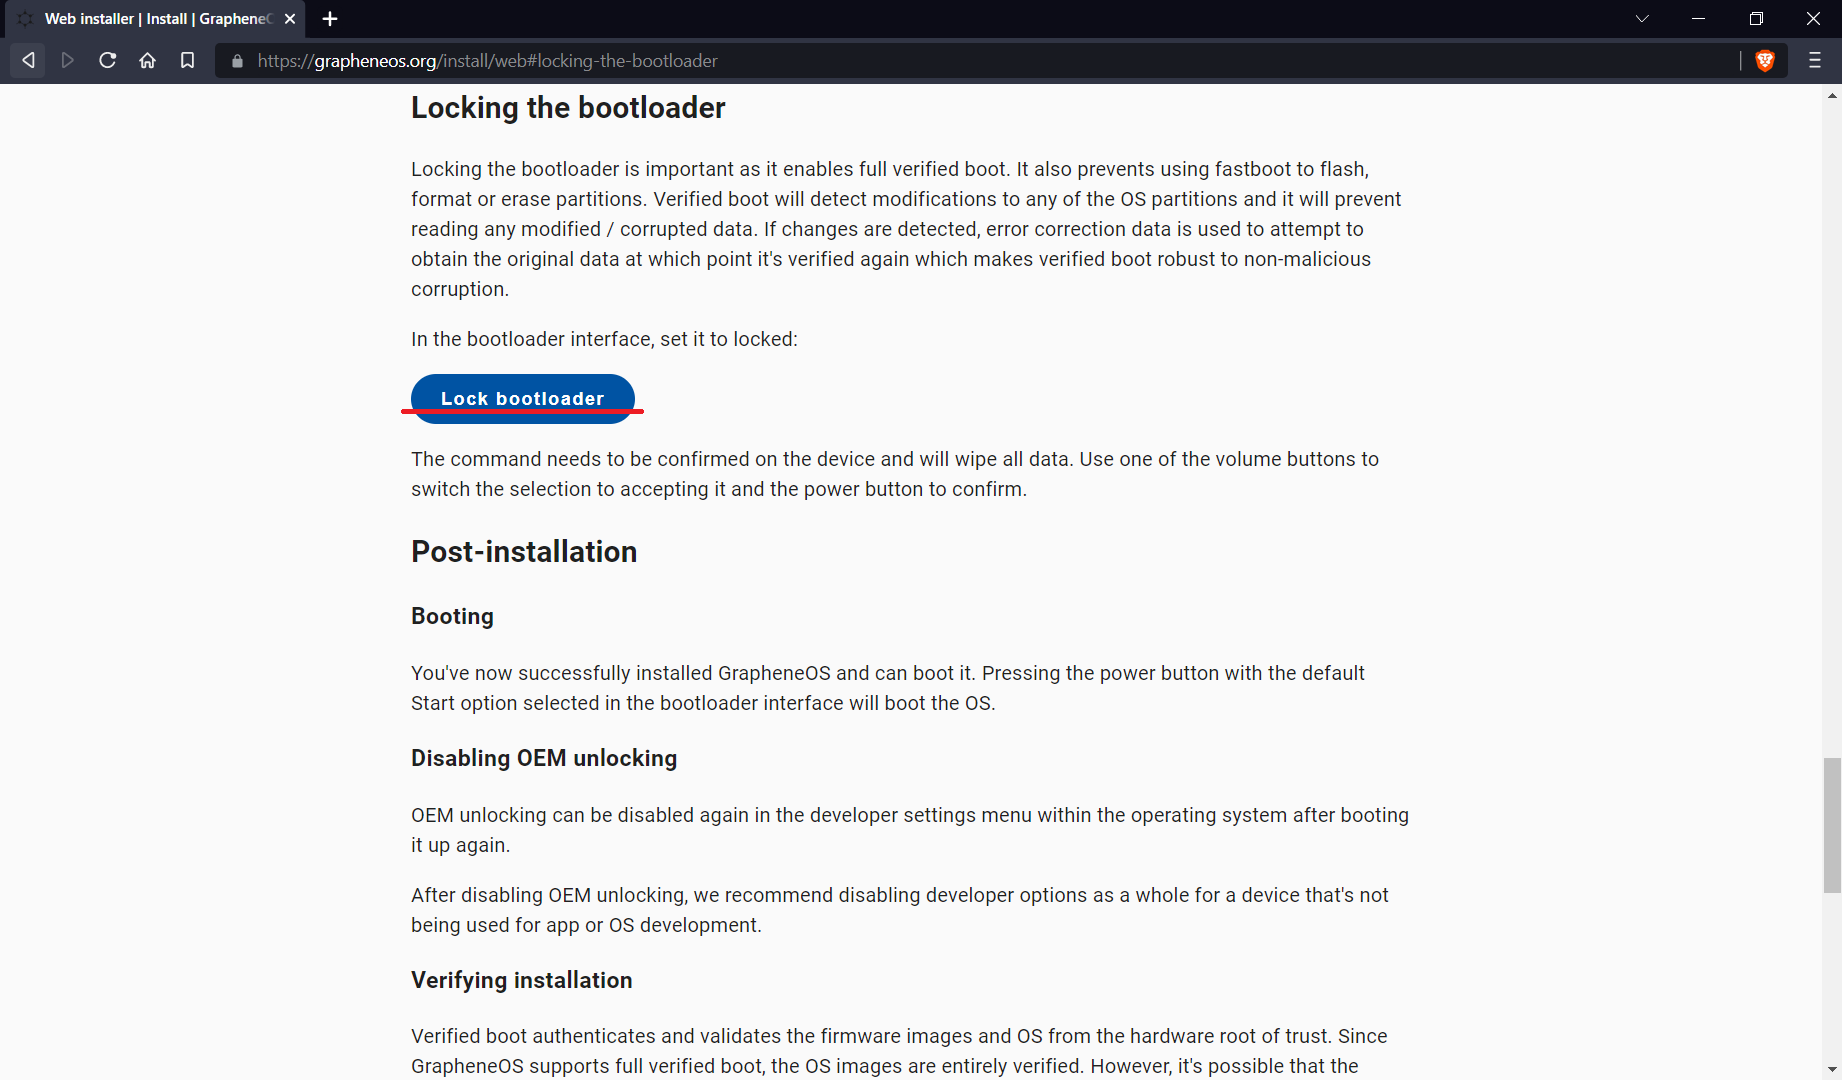 Web installer | Install | GrapheneO
https://grapheneos.org/install/web#locking-the-bootloader
Locking the bootloader
Locking the bootloader is important as it enables full verified boot. It also prevents using fastboot to flash,
format or erase partitions. Verified boot will detect modifications to any of the OS partitions and it will prevent
reading any modified / corrupted data. If changes are detected, error correction data is used to attempt to
obtain the original data at which point it's verified again which makes verified boot robust to non-malicious
corruption.
In the bootloader interface, set it to locked:
Lock bootloader
The command needs to be confirmed on the device and will wipe all data. Use one of the volume buttons to
switch the selection to accepting it and the power button to confirm.
Post-installation
Booting
You've now successfully installed GrapheneOS and can boot it. Pressing the power button with the default
Start option selected in the bootloader interface will boot the OS.
Disabling OEM unlocking
OEM unlocking can be disabled again in the developer settings menu within the operating system after booting
it up again.
After disabling OEM unlocking, we recommend disabling developer options as a whole for a device that's not
being used for app or OS development.
Verifying installation
Verified boot authenticates and validates the firmware images and OS from the hardware root of trust. Since
GrapheneOS supports full verified boot, the OS images are entirely verified. However, it's possible that the